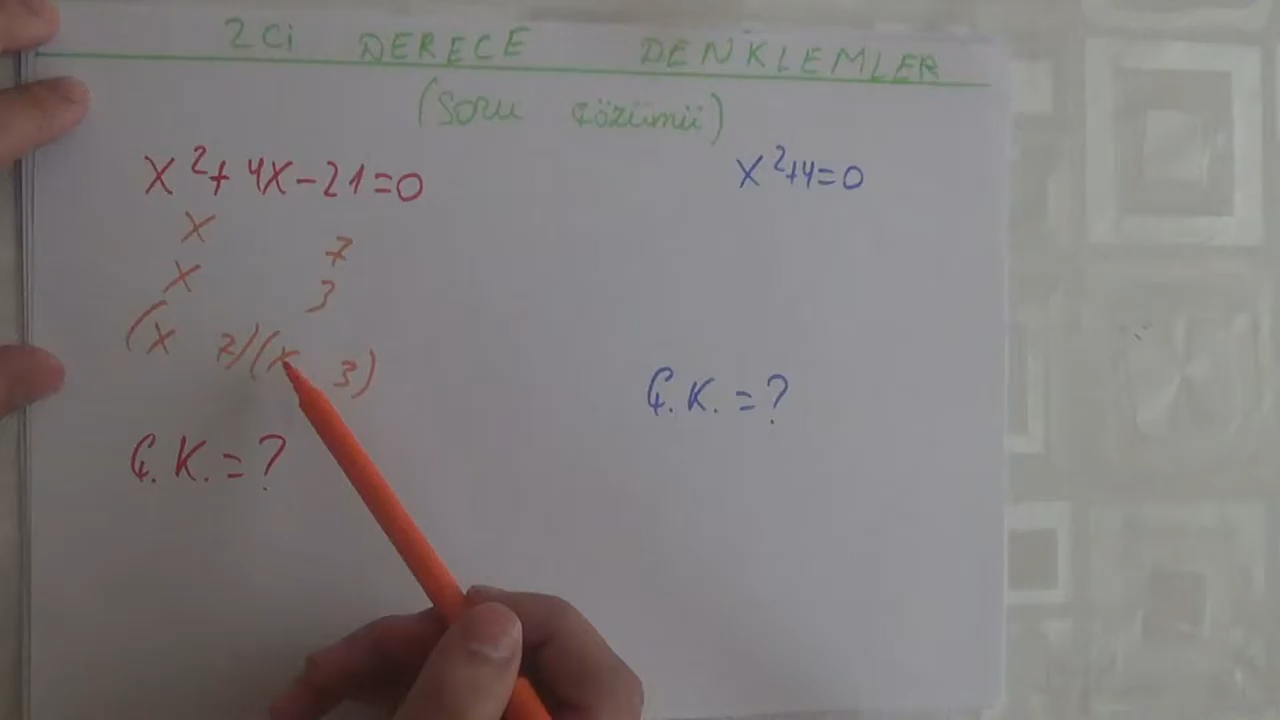 2Ci DERECE DENKLEMLER
(Soru çözümü)
x²+4x-21=0
x 7
x 3
(x 7)(x 3)
Ç.K.=?
x²+4=0
Ç.K.=?